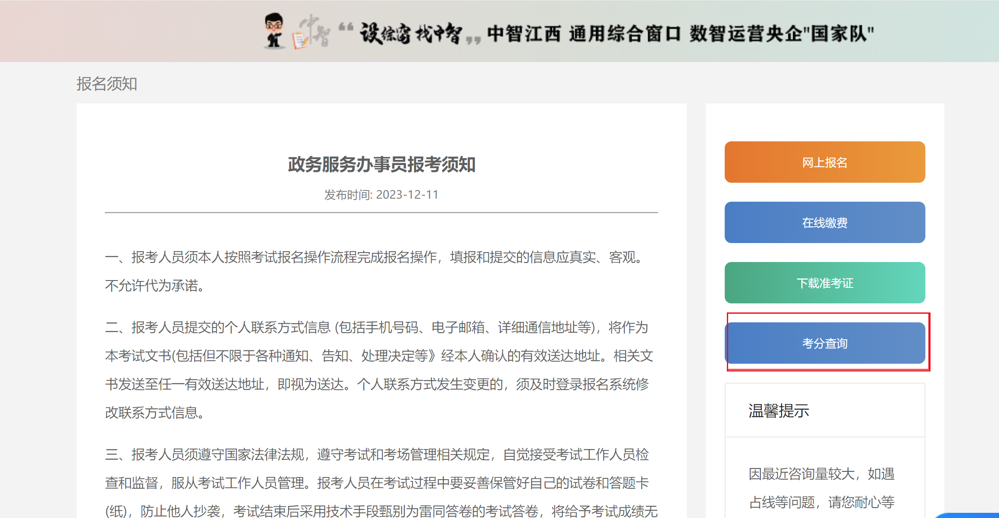 中智 “设综窗 找中智” 中智江西 通用综合窗口 数智运营央企"国家队"
报名须知
政务服务办事员报考须知
发布时间: 2023-12-11
一、报考人员须本人按照考试报名操作流程完成报名操作，填报和提交的信息应真实、客观。
不允许代为承诺。
二、报考人员提交的个人联系方式信息 (包括手机号码、电子邮箱、详细通信地址等)，将作为
本考试文书(包括但不限于各种通知、告知、处理决定等》经本人确认的有效送达地址。相关文
书发送至任一有效送达地址，即视为送达。个人联系方式发生变更的，须及时登录报名系统修
改联系方式信息。
三、报考人员须遵守国家法律法规，遵守考试和考场管理相关规定，自觉接受考试工作人员检
查和监督，服从考试工作人员管理。报考人员在考试过程中要妥善保管好自己的试卷和答题卡
(纸)，防止他人抄袭，考试结束后采用技术手段甄别为雷同答卷的考试答卷，将给予考试成绩无
网上报名
在线缴费
下载准考证
考分查询
温馨提示
因最近咨询量较大，如遇
占线等问题，请您耐心等